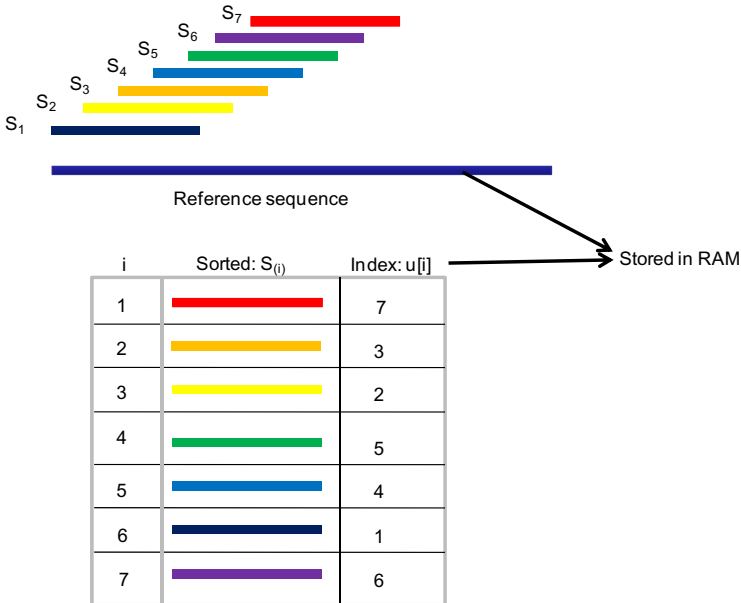 S7
S6
S5
S4
S3
S2
S1
Reference sequence
Stored in RAM
i Sorted: S(i) Index: u[i]
1 7
2 3
3 2
4 5
5 4
6 1
7 6